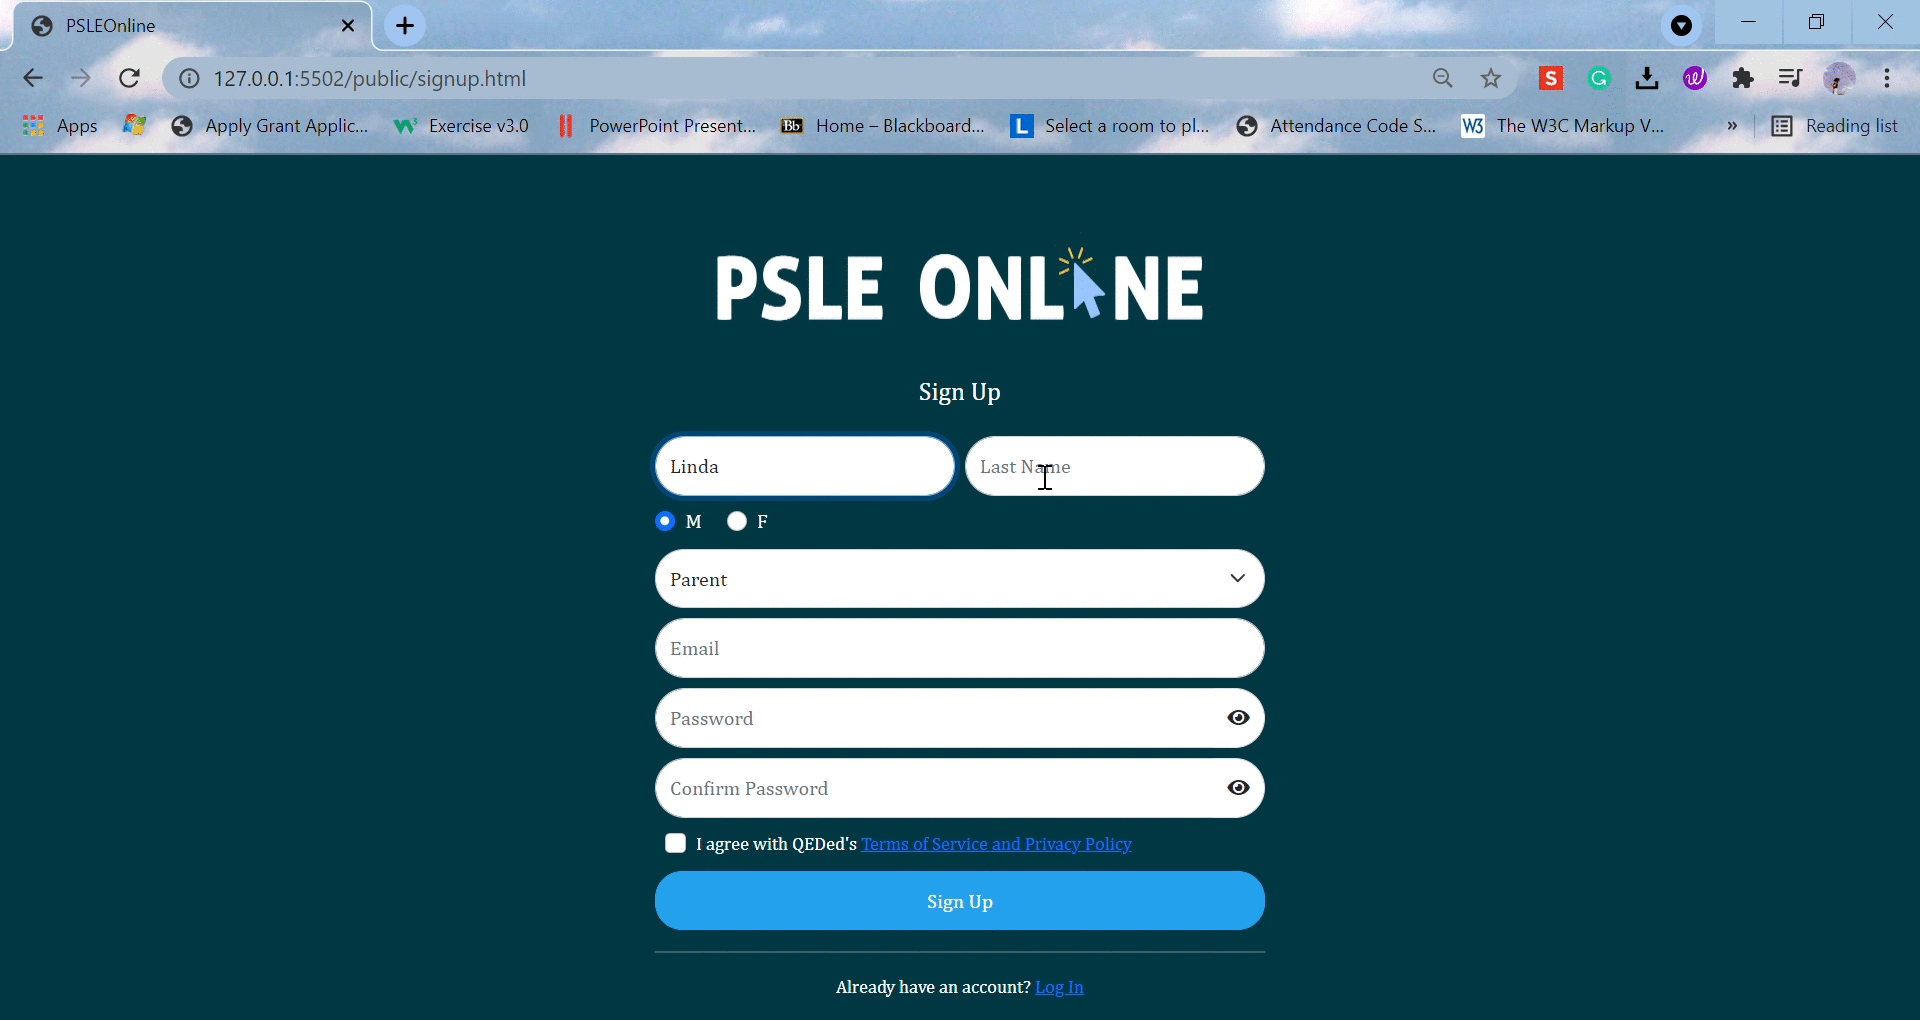 PSLEOnline
127.0.0.1:5502/public/signup.html
Apps Apply Grant Applic... Exercise v3.0 PowerPoint Present... Bb Home – Blackboard... L Select a room to pl... Attendance Code S... W3 The W3C Markup V... » Reading list
PSLE ONLINE
Sign Up
Linda Last Name
M F
Parent
Email
Password
Confirm Password
I agree with QEDed's Terms of Service and Privacy Policy
Sign Up
Already have an account? Log In